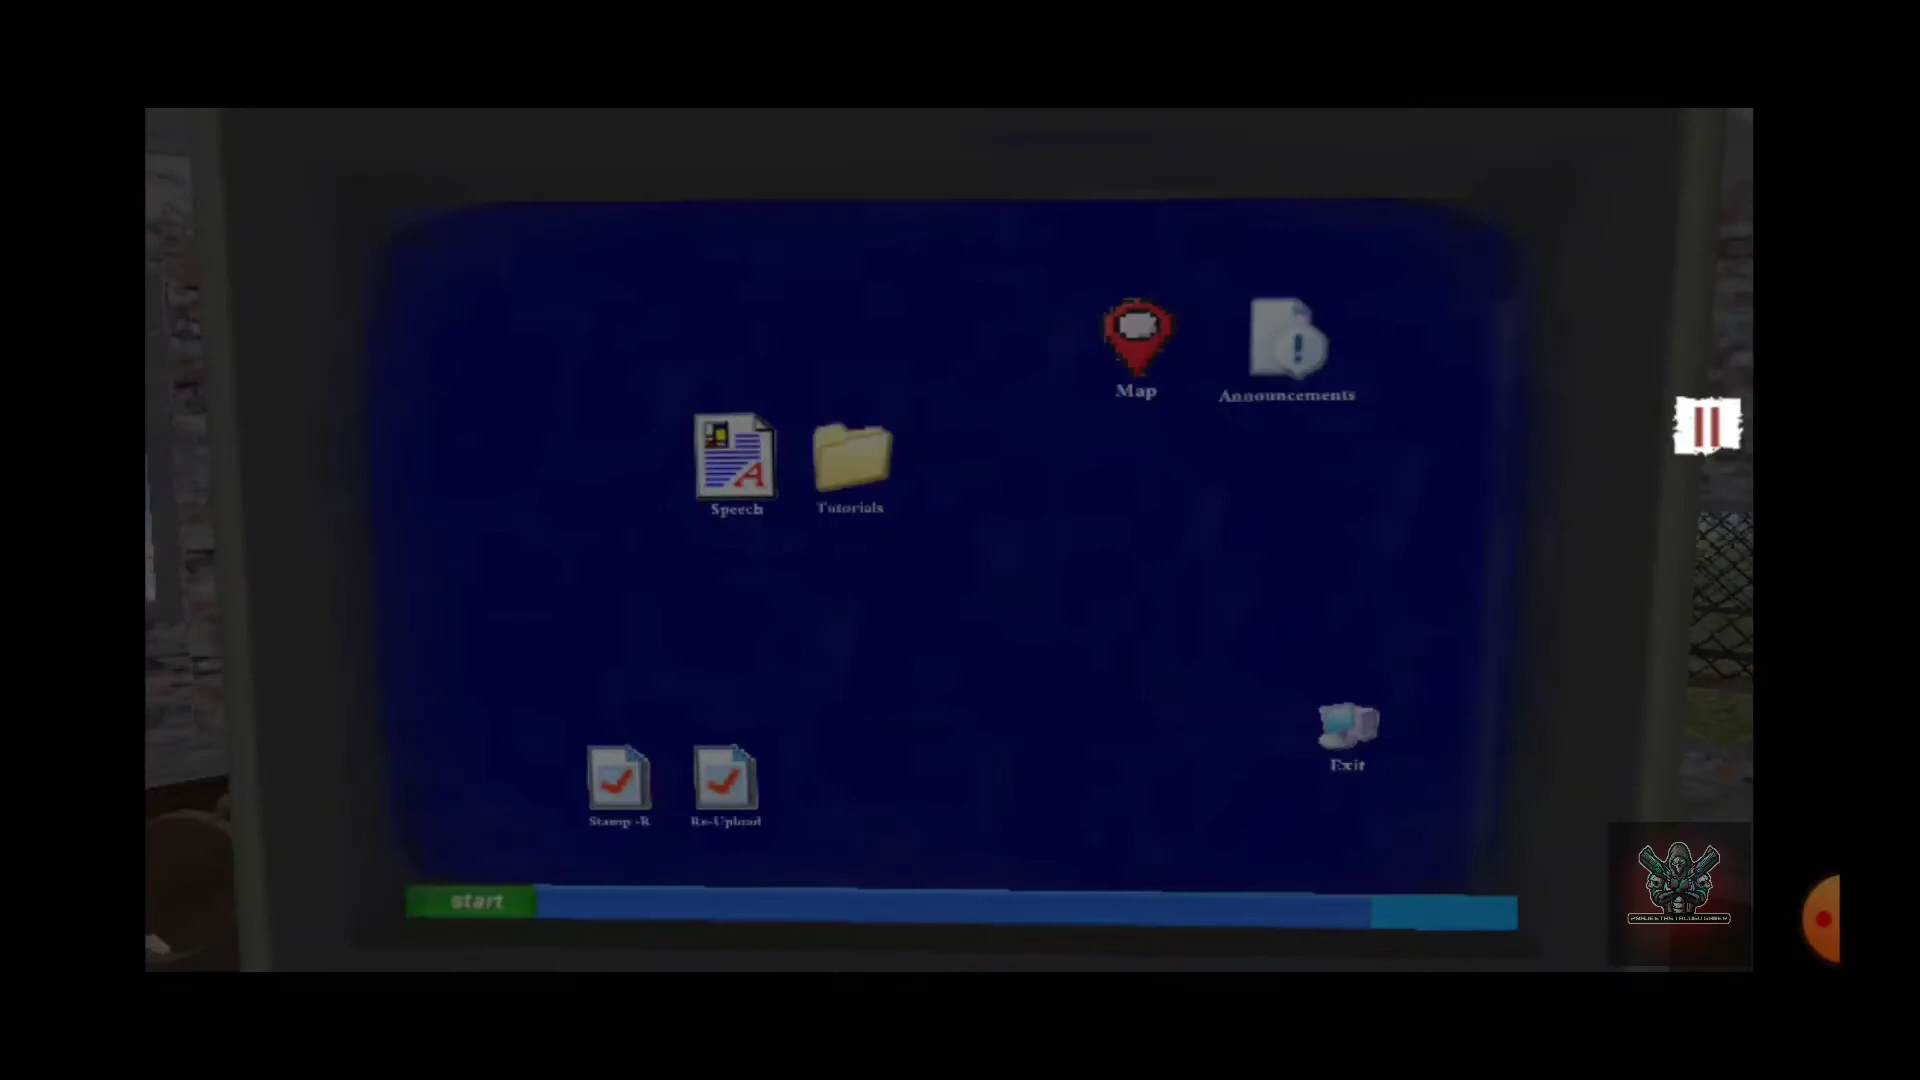 Map
Announcements
Speech
Tutorials
Exit
Stamp -R
Re-Upload
start